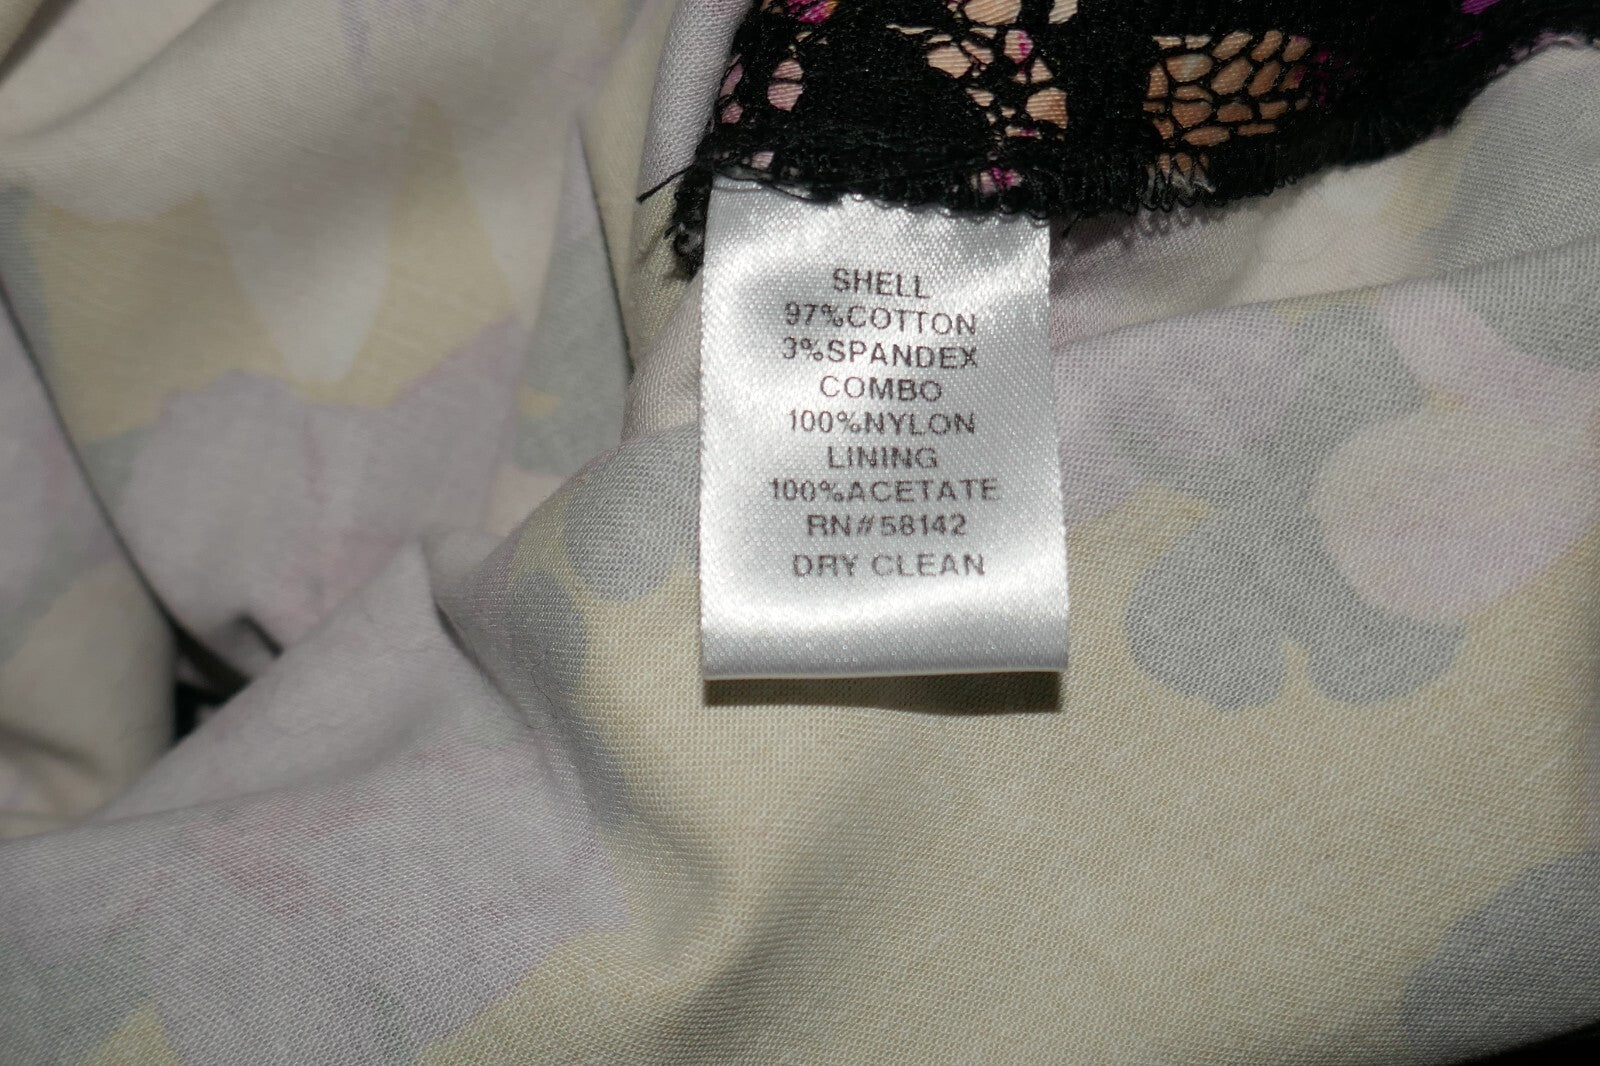 SHELL
97%COTTON
3%SPANDEX
COMBO
100%NYLON
LINING
100%ACETATE
RN#58142
DRY CLEAN